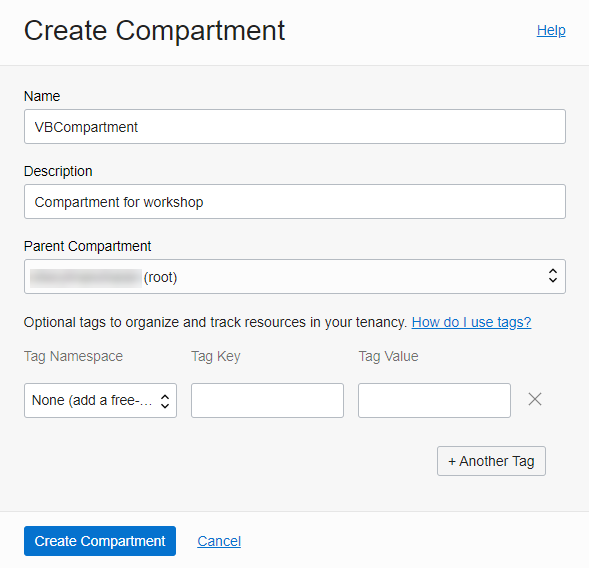 Create Compartment
Help
Name
VBCompartment
Description
Compartment for workshop
Parent Compartment
(root)
Optional tags to organize and track resources in your tenancy. How do I use tags?
Tag Namespace Tag Key Tag Value
None (add a free-...
+ Another Tag
Create Compartment Cancel